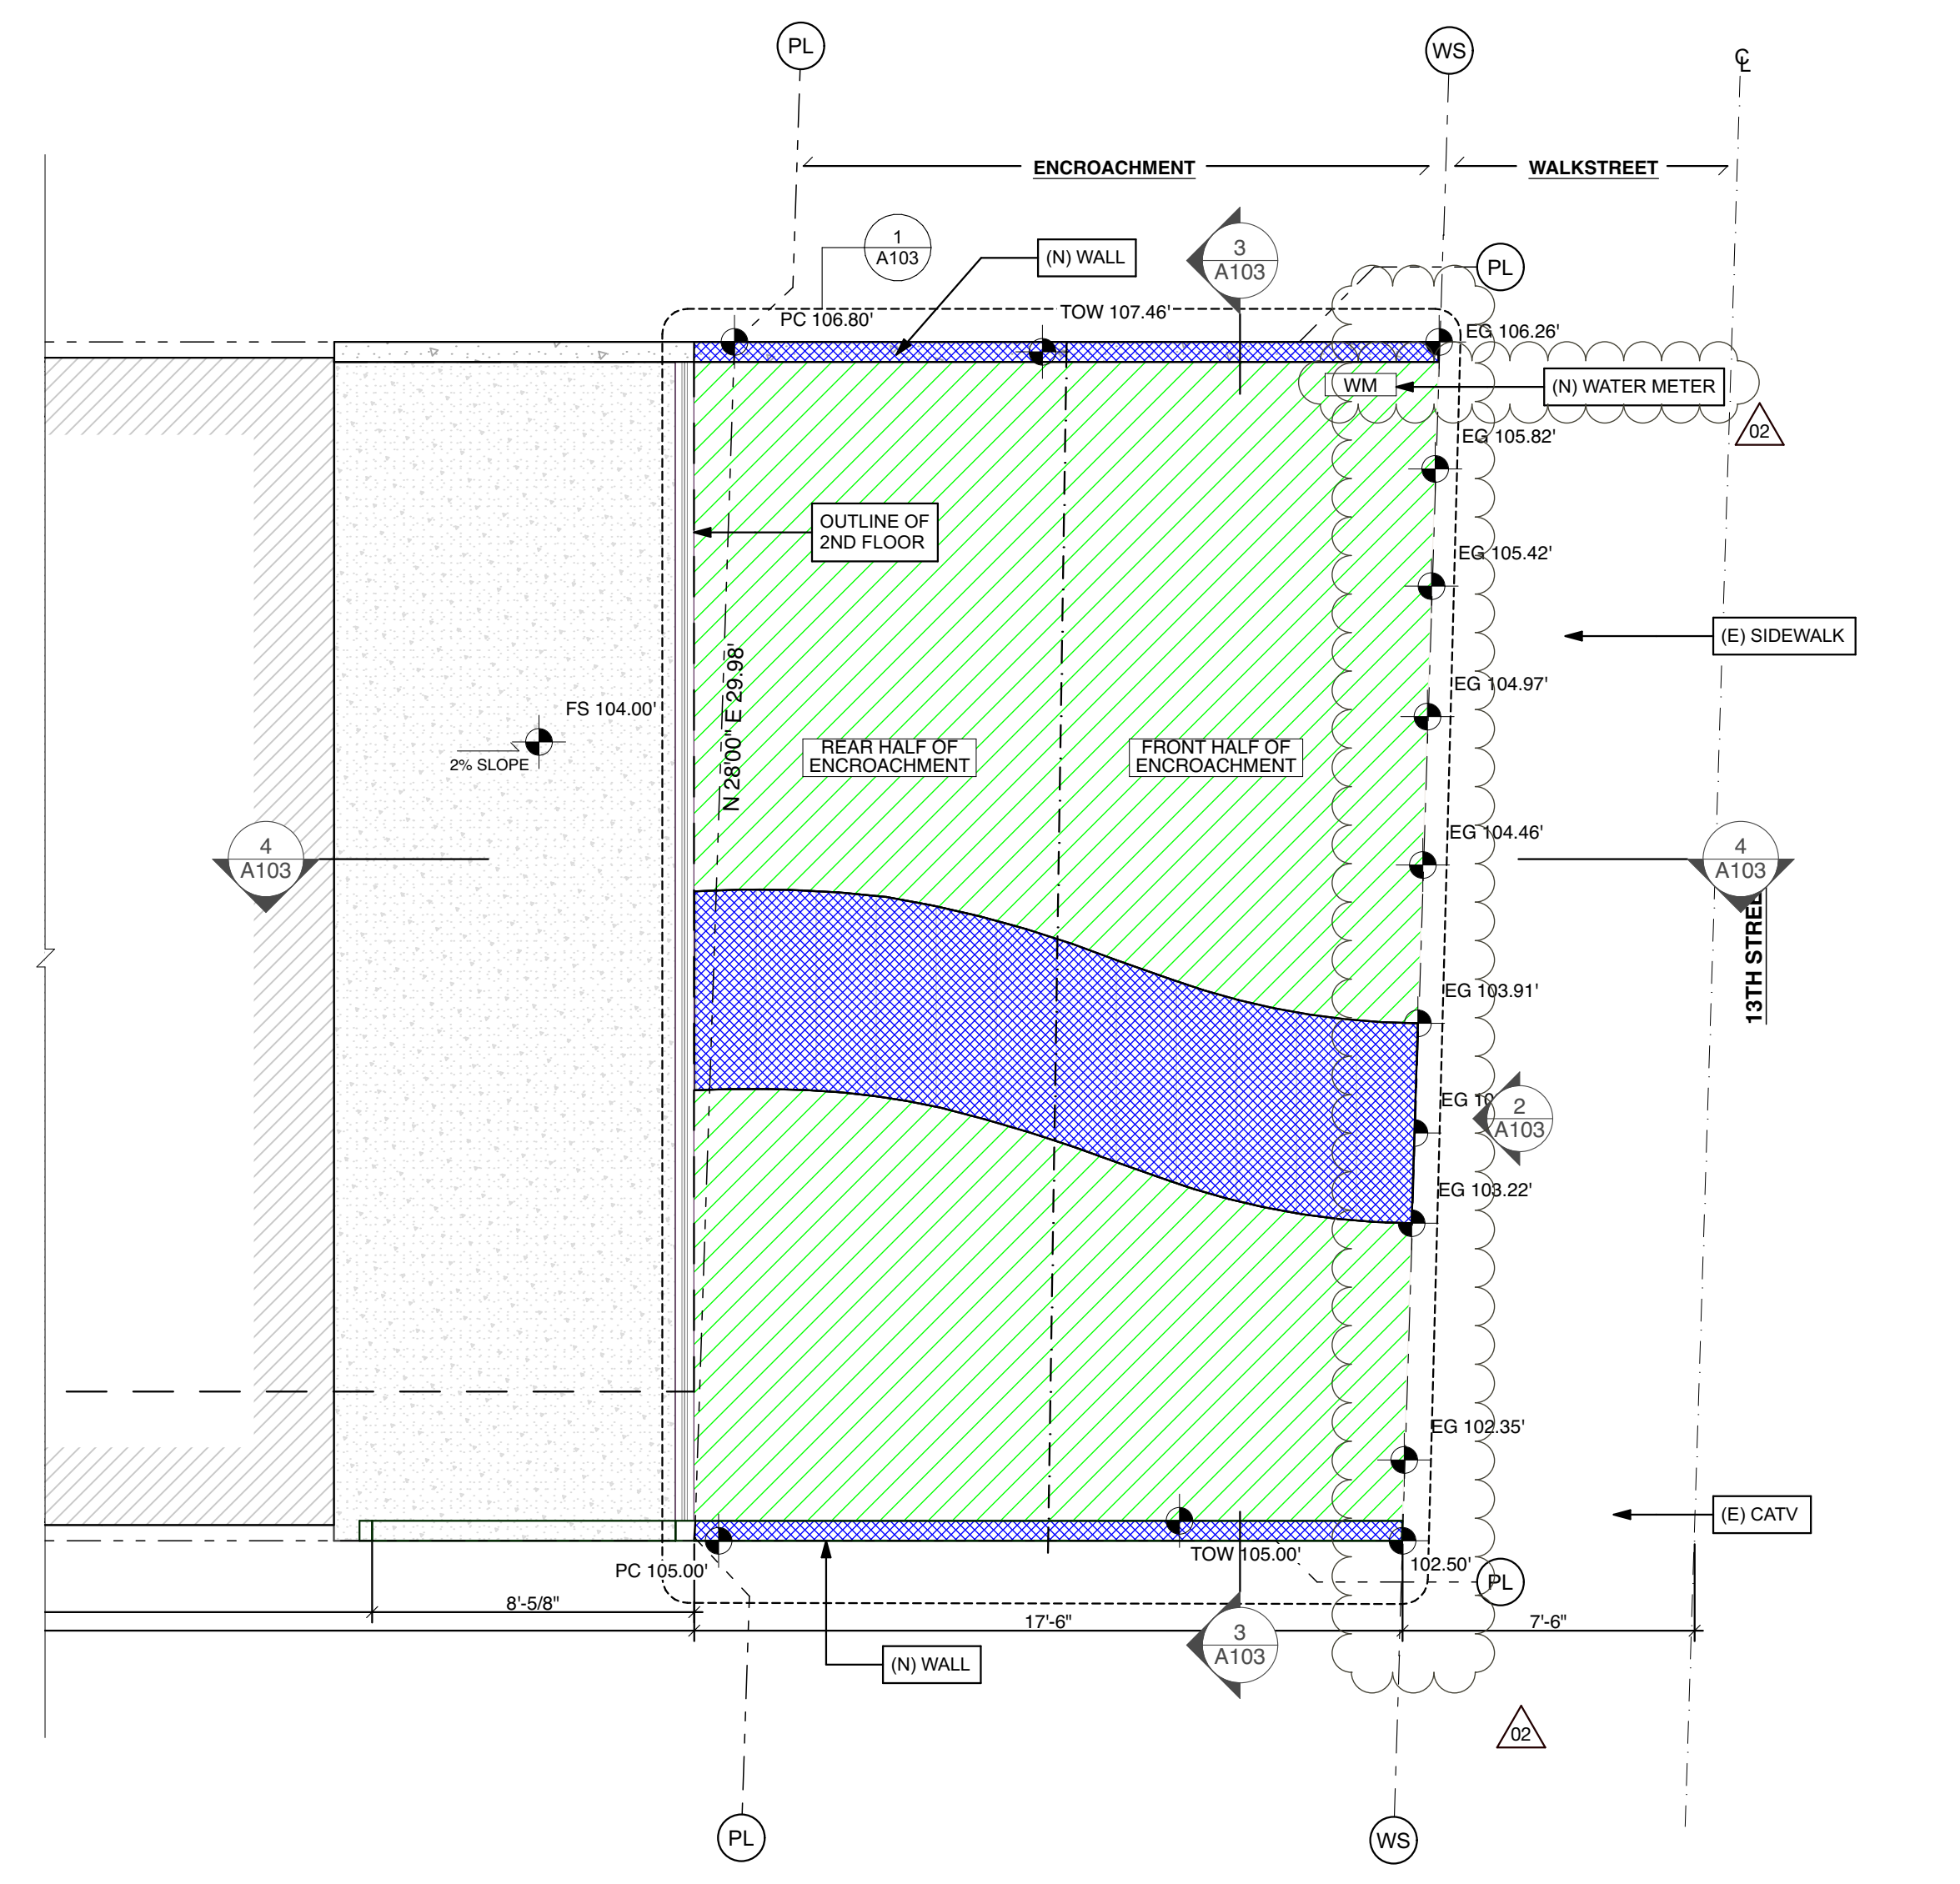 PL
WS
CL
ENCROACHMENT
WALKSTREET
1
A103
(N) WALL
3
A103
PL
PC 106.80'
TOW 107.46'
EG 106.26'
WM
(N) WATER METER
02
EG 105.82'
OUTLINE OF
2ND FLOOR
EG 105.42'
(E) SIDEWALK
N 28'00" E 29.98'
EG 104.97'
FS 104.00'
2% SLOPE
REAR HALF OF
ENCROACHMENT
FRONT HALF OF
ENCROACHMENT
EG 104.46'
4
A103
4
A103
13TH
EG 103.91'
EG
2
A103
EG 103.22'
EG 102.35'
(E) CATV
PC 105.00'
TOW 105.00'
102.50'
PL
8'-5/8"
17'-6"
7'-6"
3
A103
(N) WALL
02
PL
WS